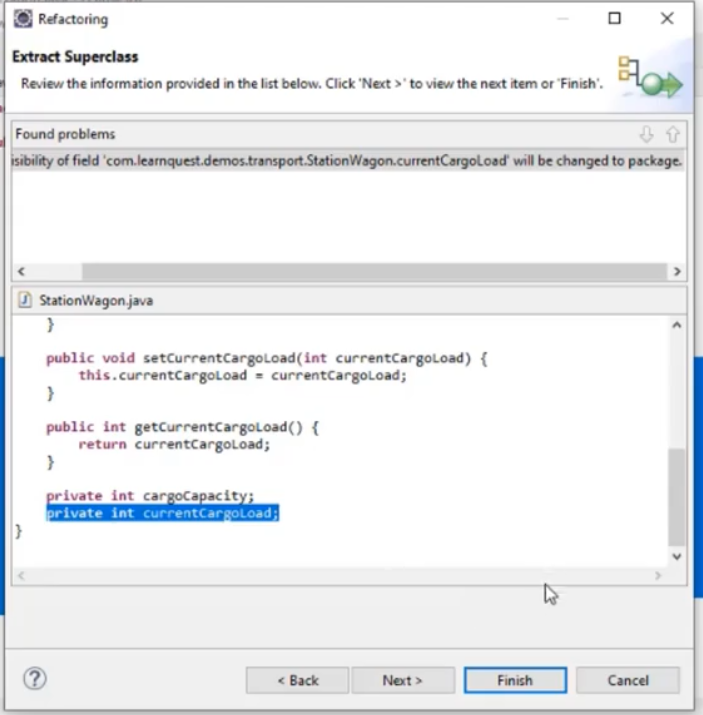 Refactoring
Extract Superclass
Review the information provided in the list below. Click 'Next >' to view the next item or 'Finish'.
Found problems
isibility of field 'com.learnquest.demos.transport.StationWagon.currentCargoLoad' will be changed to package.
StationWagon.java
}
public void setCurrentCargoLoad(int currentCargoLoad) {
this.currentCargoLoad = currentCargoLoad;
}
public int getCurrentCargoLoad() {
return currentCargoLoad;
}
private int cargoCapacity;
private int currentCargoLoad;
}
< Back
Next >
Finish
Cancel